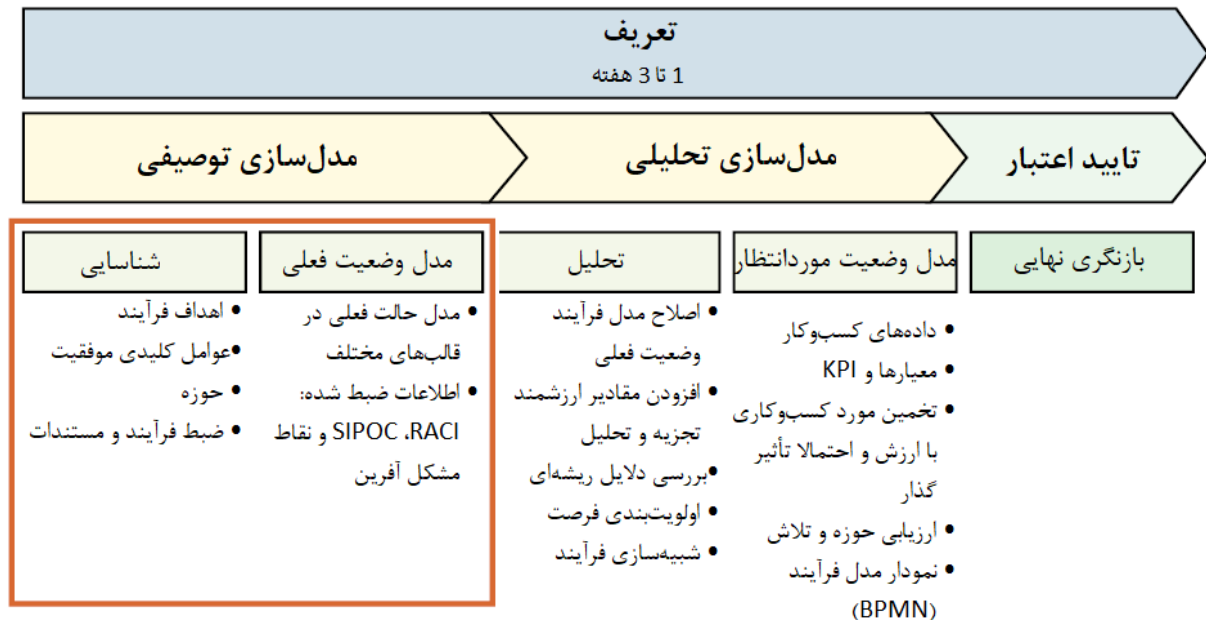 تعریف
1 تا 3 هفته
مدل‌سازی توصیفی
مدل‌سازی تحلیلی
تایید اعتبار
شناسایی
• اهداف فرآیند
•عوامل کلیدی موفقیت
• حوزه
• ضبط فرآیند و مستندات
مدل وضعیت فعلی
• مدل حالت فعلی در
قالب‌های مختلف
• اطلاعات ضبط شده:
SIPOC ،RACI و نقاط
مشکل آفرین
تحلیل
• اصلاح مدل فرآیند
وضعیت فعلی
• افزودن مقادیر ارزشمند
تجزیه و تحلیل
•بررسی دلایل ریشه‌ای
• اولویت‌بندی فرصت
• شبیه‌سازی فرآیند
مدل وضعیت موردانتظار
• داده‌های کسب‌وکار
• معیارها و KPI
• تخمین مورد کسب‌وکاری
با ارزش و احتمالا تأثیر
گذار
• ارزیابی حوزه و تلاش
• نمودار مدل فرآیند
(BPMN)
بازنگری نهایی